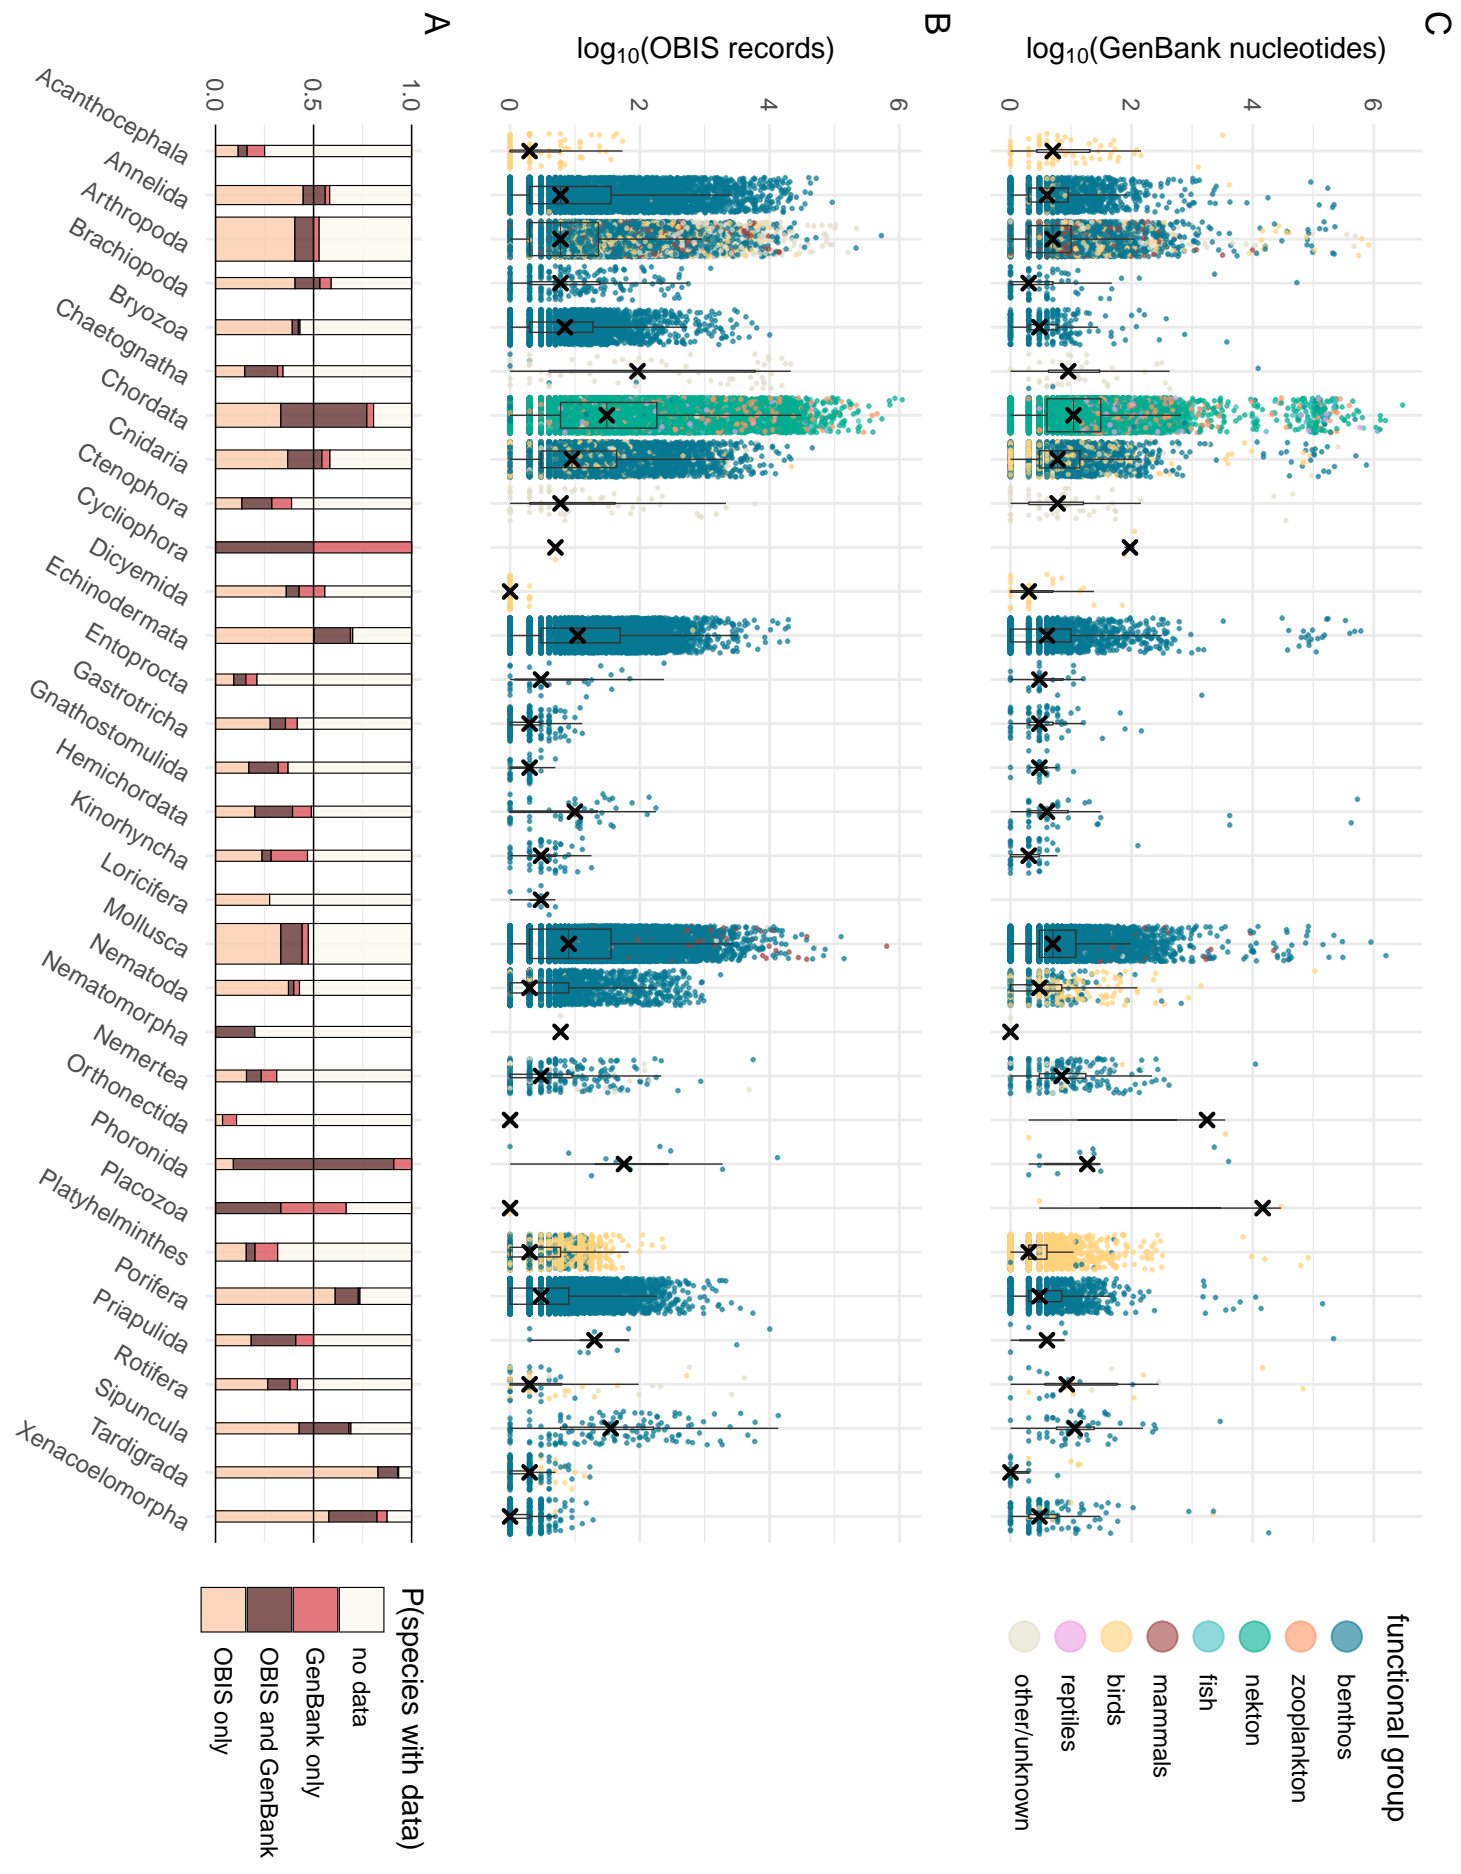 C
log10(GenBank nucleotides)
0
2
4
6
functional group
benthos
zooplankton
nekton
fish
mammals
birds
reptiles
other/unknown
B
log10(OBIS records)
0
2
4
6
A
0.0
0.5
1.0
Acanthocephala
Annelida
Arthropoda
Brachiopoda
Bryozoa
Chaetognatha
Chordata
Cnidaria
Ctenophora
Cycliophora
Dicyemida
Echinodermata
Entoprocta
Gastrotricha
Gnathostomulida
Hemichordata
Kinorhyncha
Loricifera
Mollusca
Nematoda
Nematomorpha
Nemertea
Orthonectida
Phoronida
Placozoa
Platyhelminthes
Porifera
Priapulida
Rotifera
Sipuncula
Tardigrada
Xenacoelomorpha
P(species with data)
no data
GenBank only
OBIS and GenBank
OBIS only